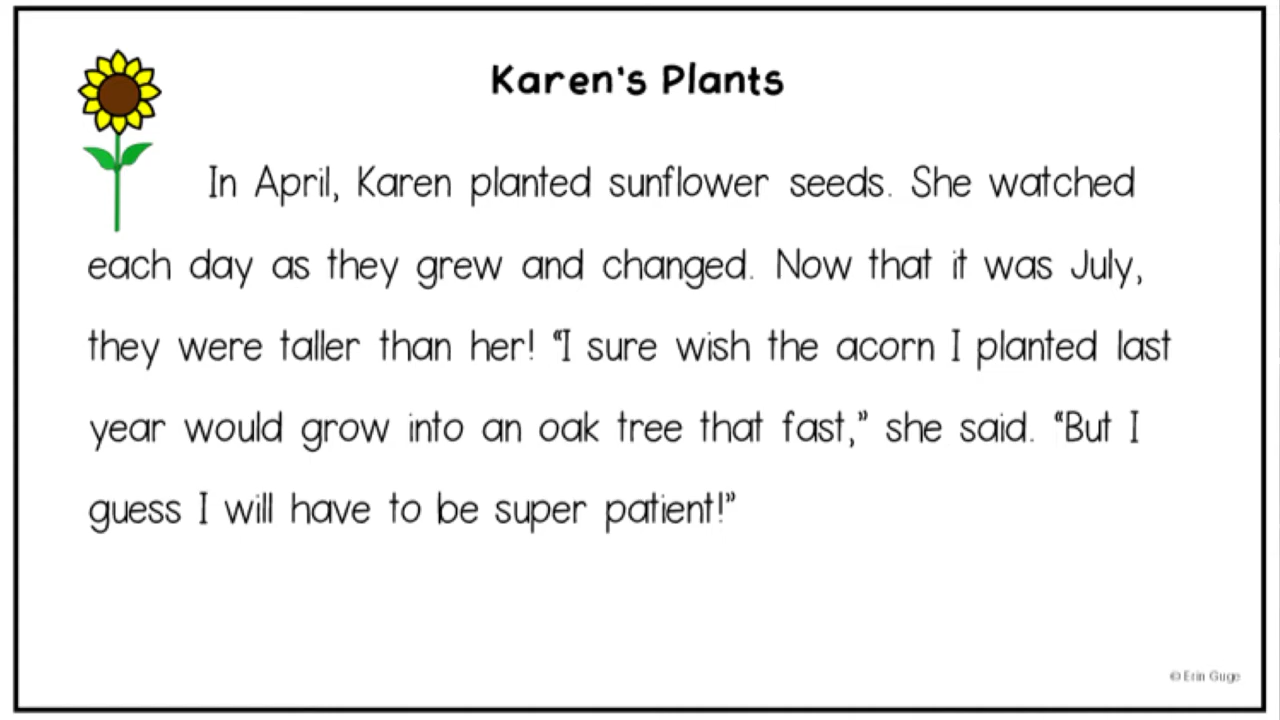 Karen's Plants
In April, Karen planted sunflower seeds. She watched
each day as they grew and changed. Now that it was July,
they were taller than her! “I sure wish the acorn I planted last
year would grow into an oak tree that fast,” she said. “But I
guess I will have to be super patient!”
© Erin Guge